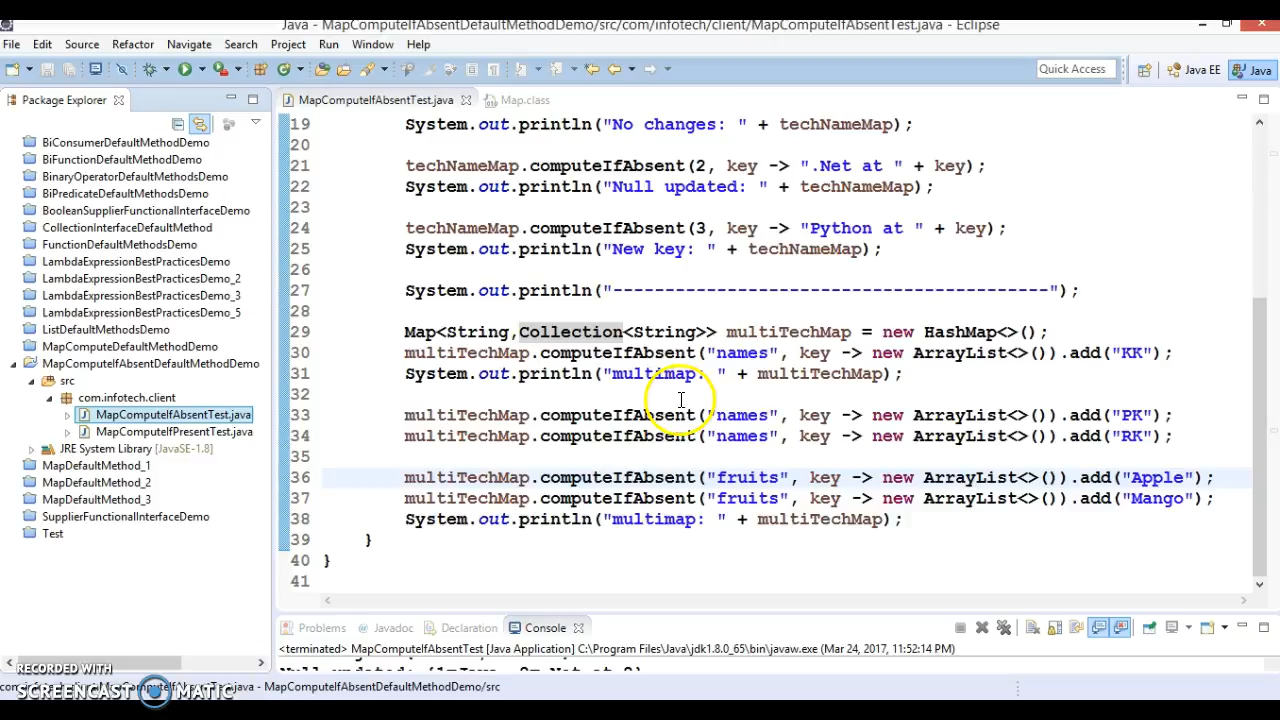 Java - MapComputeIfAbsentDefaultMethodDemo/src/com/infotech/client/MapComputeIfAbsentTest.java - Eclipse
File Edit Source Refactor Navigate Search Project Run Window Help
Quick Access
Java EE
Java
Package Explorer
BiConsumerDefaultMethodDemo
BiFunctionDefaultMethodDemo
BinaryOperatorDefaultMethodsDemo
BiPredicateDefaultMethodsDemo
BooleanSupplierFunctionalInterfaceDemo
CollectionInterfaceDefaultMethod
FunctionDefaultMethodsDemo
LambdaExpressionBestPracticesDemo
LambdaExpressionBestPracticesDemo_2
LambdaExpressionBestPracticesDemo_3
LambdaExpressionBestPracticesDemo_5
ListDefaultMethodsDemo
MapComputeDefaultMethodDemo
MapComputeIfAbsentDefaultMethodDemo
src
com.infotech.client
MapComputeIfAbsentTest.java
MapComputeIfPresentTest.java
JRE System Library [JavaSE-1.8]
MapDefaultMethod_1
MapDefaultMethod_2
MapDefaultMethod_3
SupplierFunctionalInterfaceDemo
Test
MapComputeIfAbsentTest.java
Map.class
19 System.out.println("No changes: " + techNameMap);
20
21 techNameMap.computeIfAbsent(2, key -> ".Net at " + key);
22 System.out.println("Null updated: " + techNameMap);
23
24 techNameMap.computeIfAbsent(3, key -> "Python at " + key);
25 System.out.println("New key: " + techNameMap);
26
27 System.out.println("------------------------------------------");
28
29 Map<String,Collection<String>> multiTechMap = new HashMap<>();
30 multiTechMap.computeIfAbsent("names", key -> new ArrayList<>()).add("KK");
31 System.out.println("multimap: " + multiTechMap);
32
33 multiTechMap.computeIfAbsent("names", key -> new ArrayList<>()).add("PK");
34 multiTechMap.computeIfAbsent("names", key -> new ArrayList<>()).add("RK");
35
36 multiTechMap.computeIfAbsent("fruits", key -> new ArrayList<>()).add("Apple");
37 multiTechMap.computeIfAbsent("fruits", key -> new ArrayList<>()).add("Mango");
38 System.out.println("multimap: " + multiTechMap);
39 }
40 }
41
Problems Javadoc Declaration Console
<terminated> MapComputeIfAbsentTest [Java Application] C:\Program Files\Java\jdk1.8.0_65\bin\javaw.exe (Mar 24, 2017, 11:52:14 PM)
RECORDED WITH
SCREENCAST MATIC
Test.java - MapComputeIfAbsentDefaultMethodDemo/src